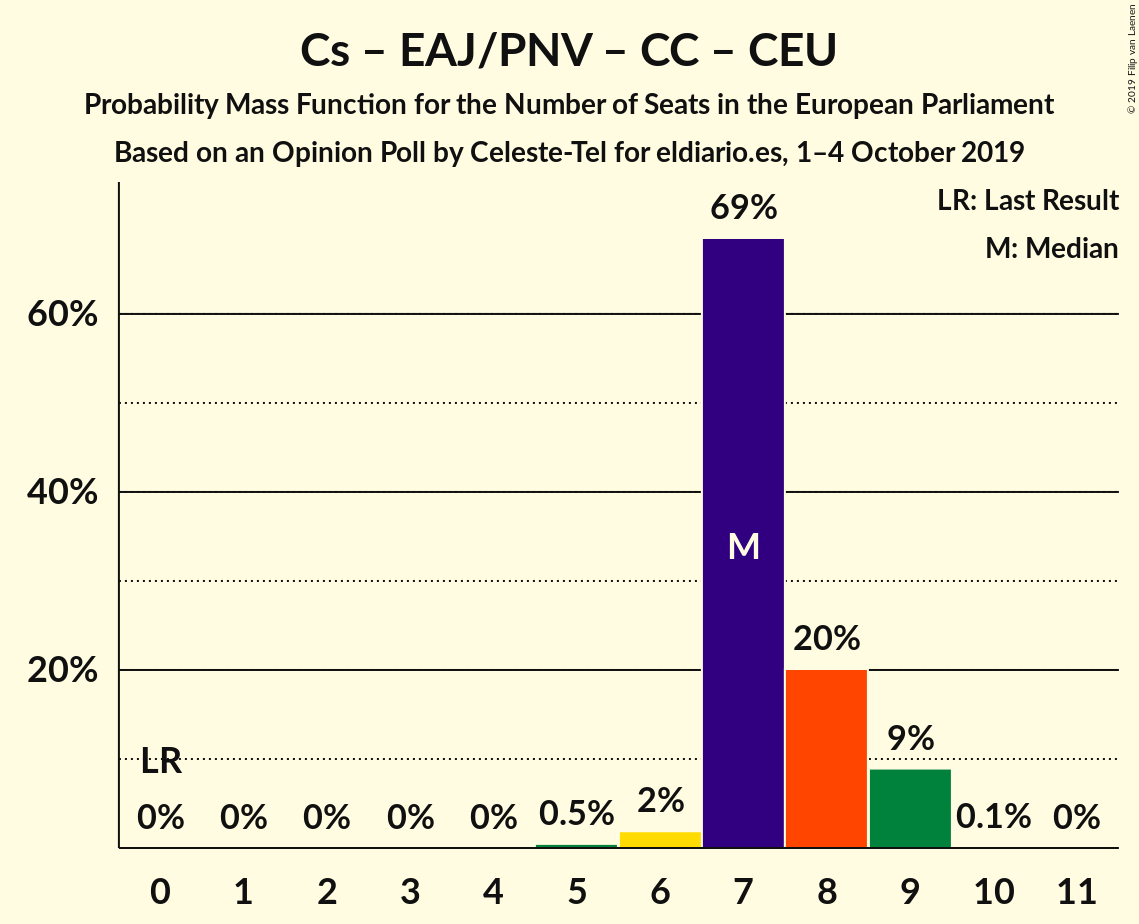 Cs – EAJ/PNV – CC – CEU
Probability Mass Function for the Number of Seats in the European Parliament
Based on an Opinion Poll by Celeste-Tel for eldiario.es, 1–4 October 2019
© 2019 Filip van Laenen
LR: Last Result
M: Median
69%
60%
40%
M
20%
20%
9%
LR
0% 0% 0% 0% 0% 0.5% 2% 0.1% 0%
0 1 2 3 4 5 6 7 8 9 10 11